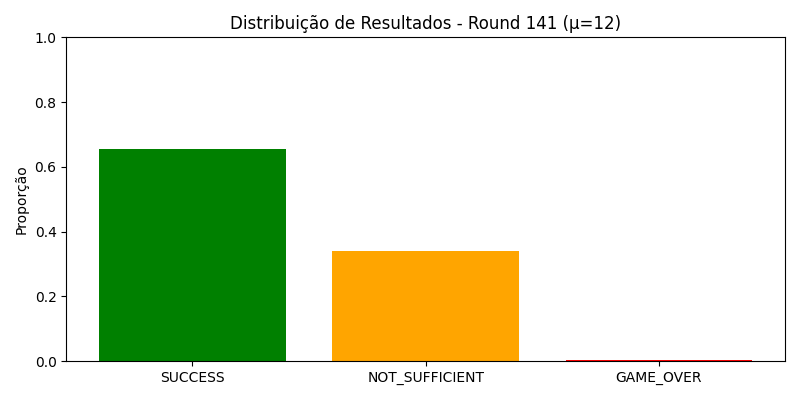 Distribuição de Resultados - Round 141 (μ=12)
Proporção
1.0
0.8
0.6
0.4
0.2
0.0
SUCCESS
NOT_SUFFICIENT
GAME_OVER